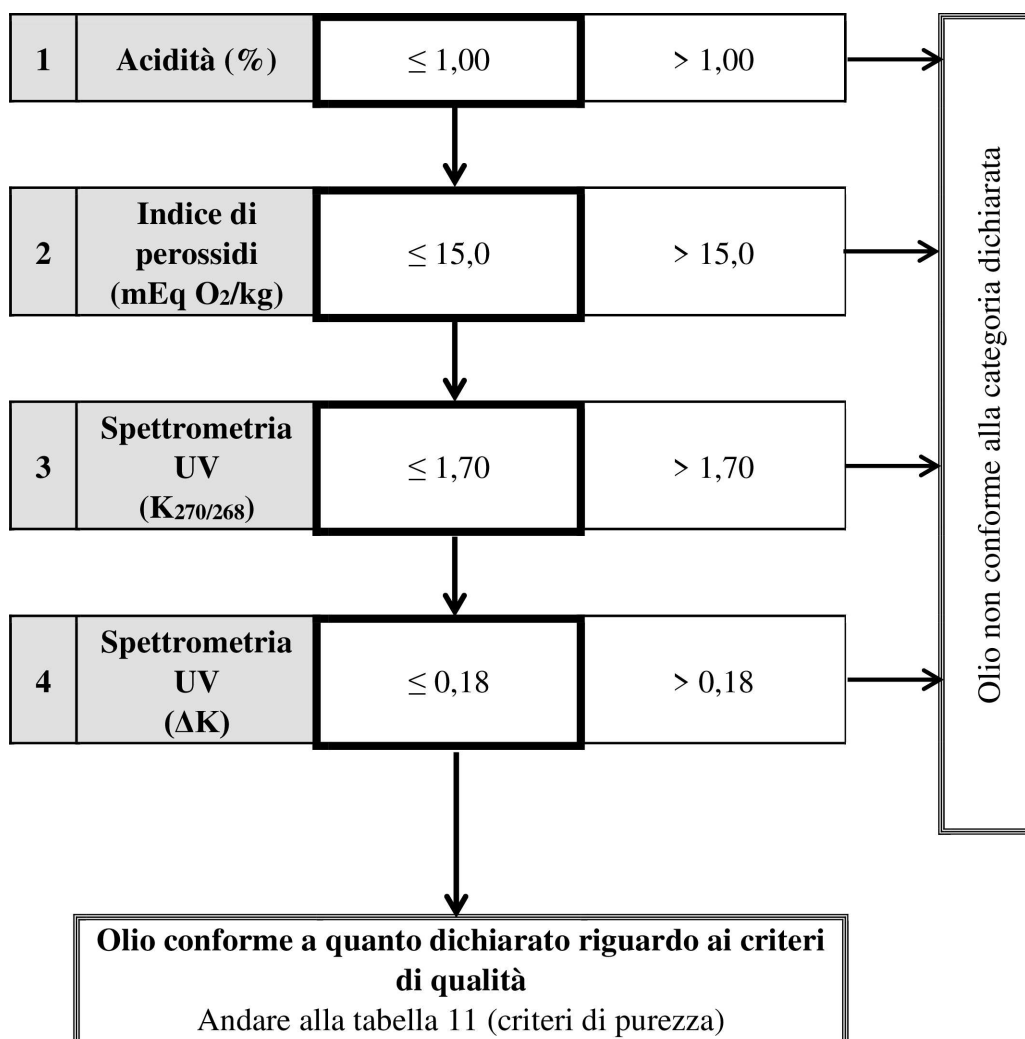 1 Acidità (%) ≤ 1,00 > 1,00
2 Indice di
perossidi
(mEq O₂/kg) ≤ 15,0 > 15,0
3 Spettrometria
UV
(K₂₇₀/₂₆₈) ≤ 1,70 > 1,70
4 Spettrometria
UV
(ΔK) ≤ 0,18 > 0,18
Olio non conforme alla categoria dichiarata
Olio conforme a quanto dichiarato riguardo ai criteri
di qualità
Andare alla tabella 11 (criteri di purezza)